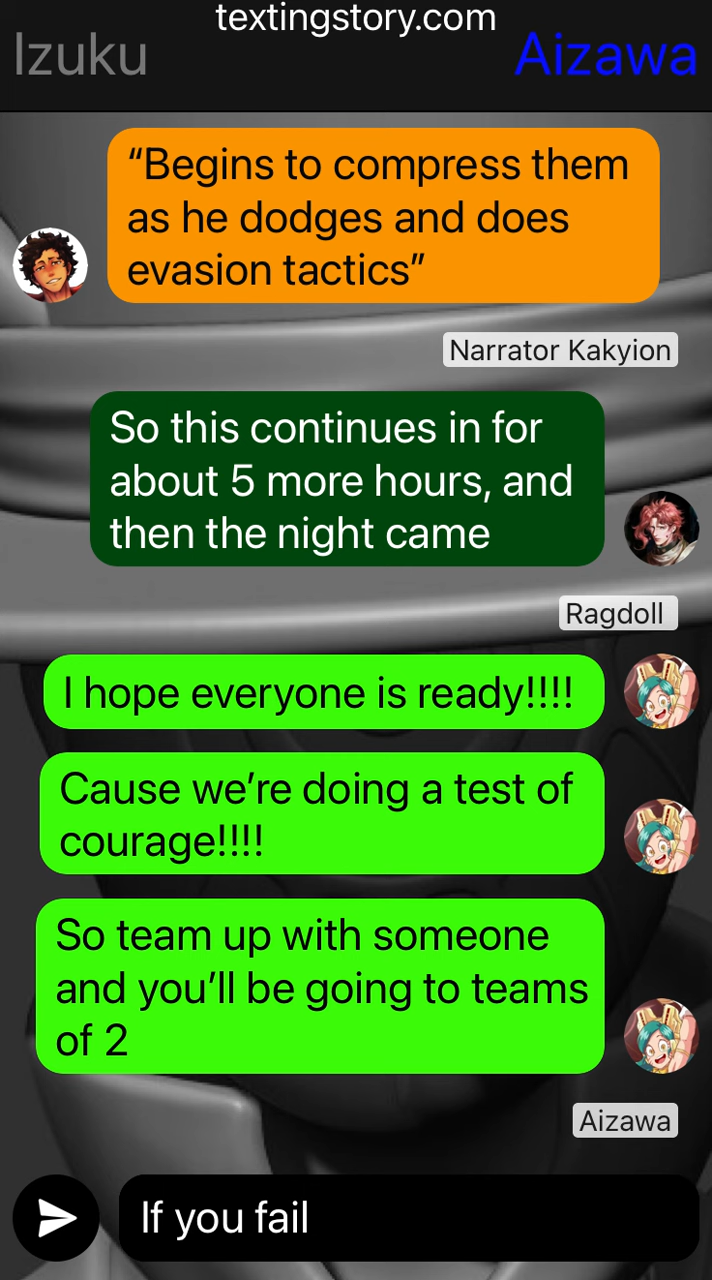 textingstory.com
Izuku
Aizawa
“Begins to compress them
as he dodges and does
evasion tactics”
Narrator Kakyion
So this continues in for
about 5 more hours, and
then the night came
Ragdoll
I hope everyone is ready!!!!
Cause we’re doing a test of
courage!!!!
So team up with someone
and you’ll be going to teams
of 2
Aizawa
If you fail